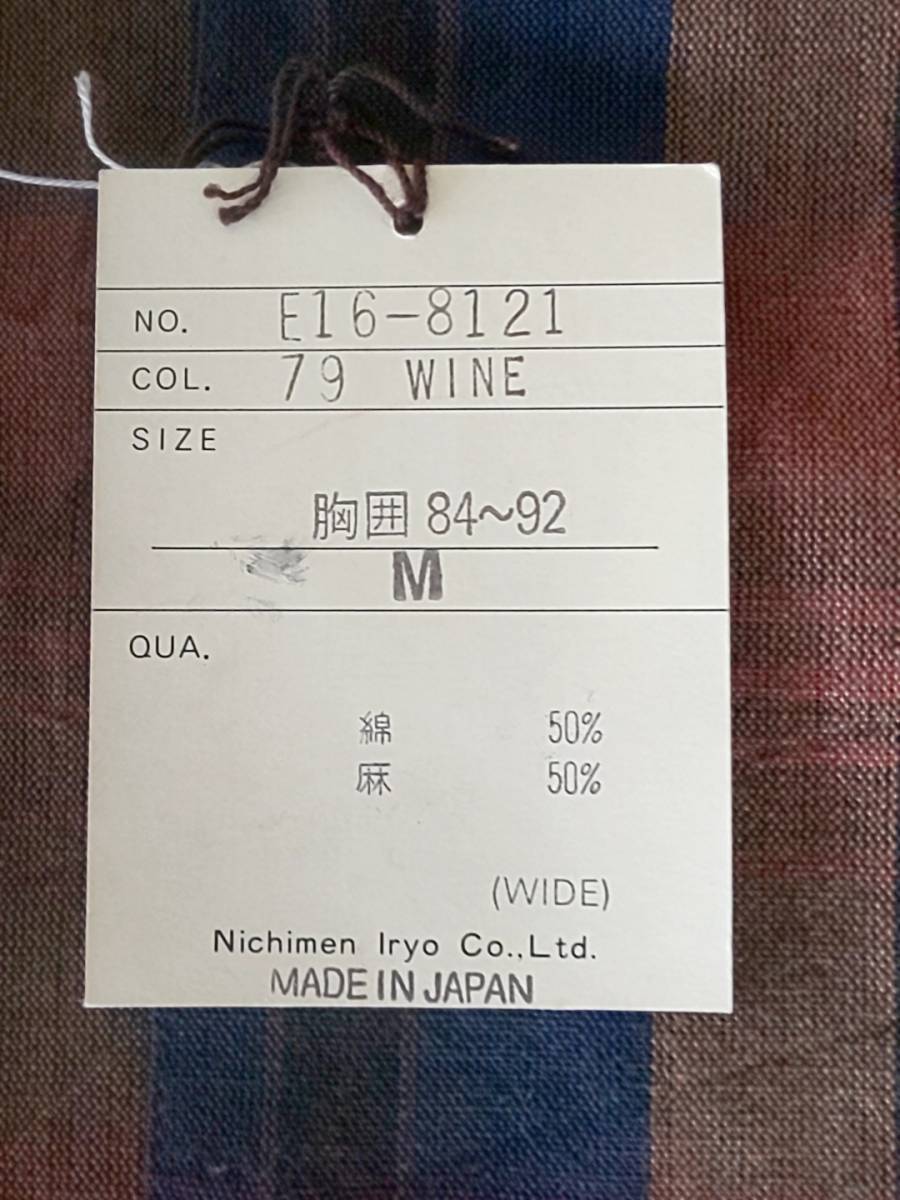 NO. E16-8121
COL. 79 WINE
SIZE
胸囲 84~92
M
QUA.
綿 50%
麻 50%
(WIDE)
Nichimen Iryo Co.,Ltd.
MADE IN JAPAN